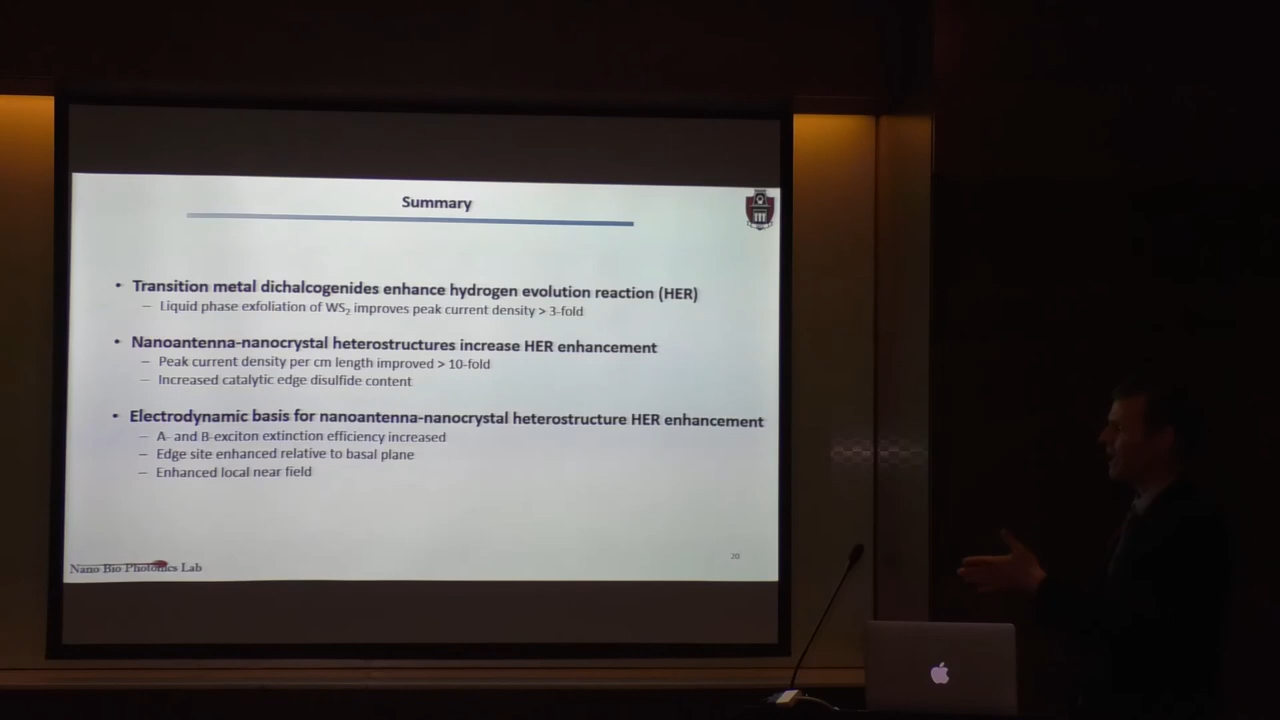 Summary
• Transition metal dichalcogenides enhance hydrogen evolution reaction (HER)
– Liquid phase exfoliation of WS₂ improves peak current density > 3-fold
• Nanoantenna-nanocrystal heterostructures increase HER enhancement
– Peak current density per cm length improved > 10-fold
– Increased catalytic edge disulfide content
• Electrodynamic basis for nanoantenna-nanocrystal heterostructure HER enhancement
– A- and B-exciton extinction efficiency increased
– Edge site enhanced relative to basal plane
– Enhanced local near field
20
Nano Bio Photonics Lab